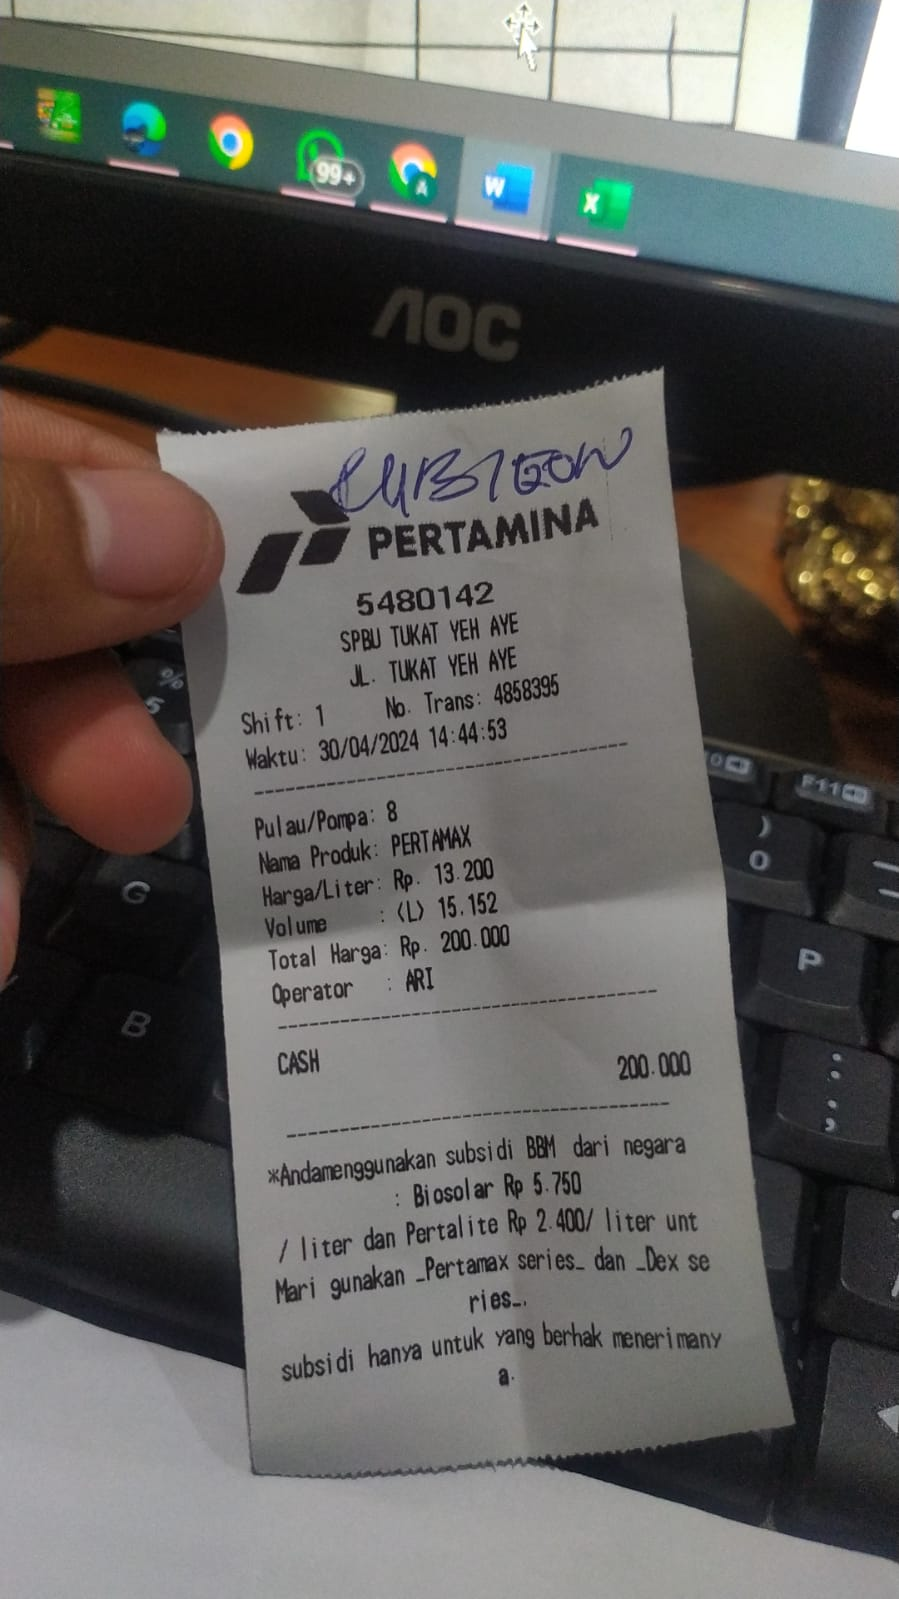 99+
A
W
X
AOC
PERTAMINA
5480142
SPBU TUKAT YEH AYE
JL. TUKAT YEH AYE
Shift: 1 No. Trans: 4858395
Waktu: 30/04/2024 14:44:53
Pulau/Pompa: 8
Nama Produk: PERTAMAX
Harga/Liter: Rp. 13.200
Volume : (L) 15.152
Total Harga: Rp. 200.000
Operator : ARI
CASH 200.000
*Andamenggunakan subsidi BBM dari negara
: Biosolar Rp 5.750
/ liter dan Pertalite Rp 2.400/ liter unt
Mari gunakan _Pertamax series_ dan _Dex se
ries_.
subsidi hanya untuk yang berhak menerimany
a.
%
5
G
B
F11
)
0
P
:
;